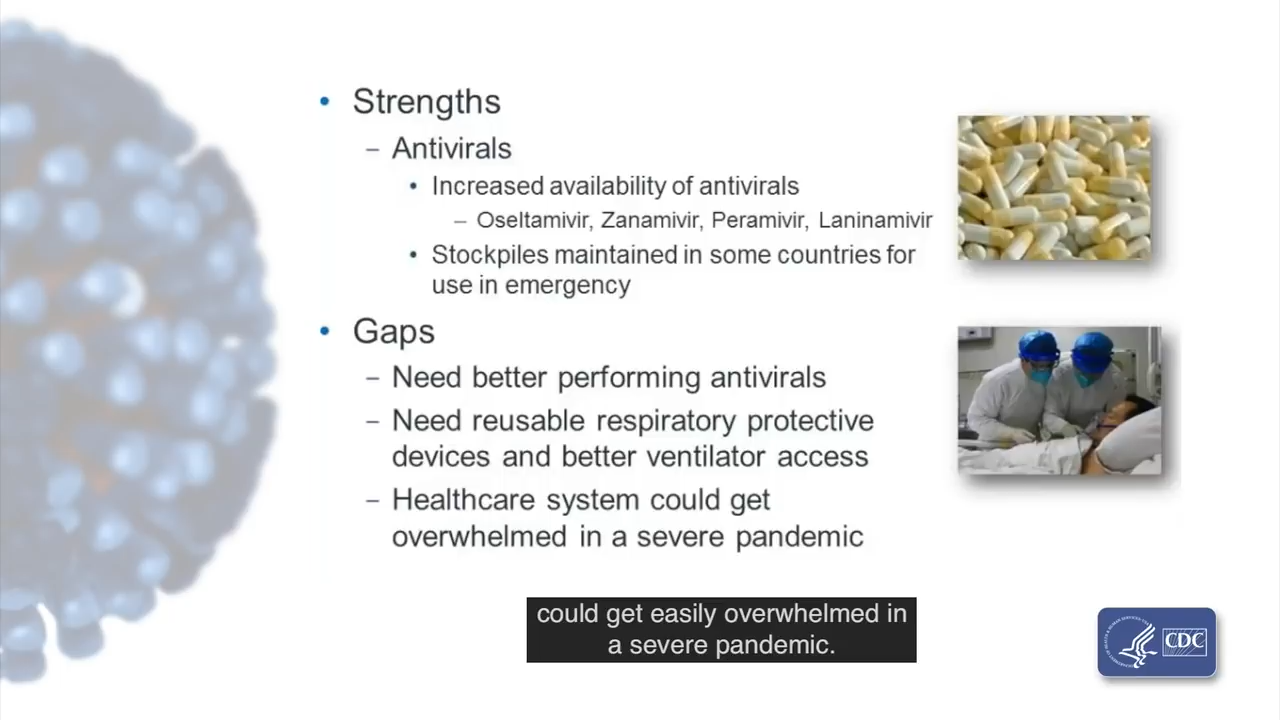 • Strengths
– Antivirals
• Increased availability of antivirals
– Oseltamivir, Zanamivir, Peramivir, Laninamivir
• Stockpiles maintained in some countries for
use in emergency
• Gaps
– Need better performing antivirals
– Need reusable respiratory protective
devices and better ventilator access
– Healthcare system could get
overwhelmed in a severe pandemic
could get easily overwhelmed in
a severe pandemic.
CDC